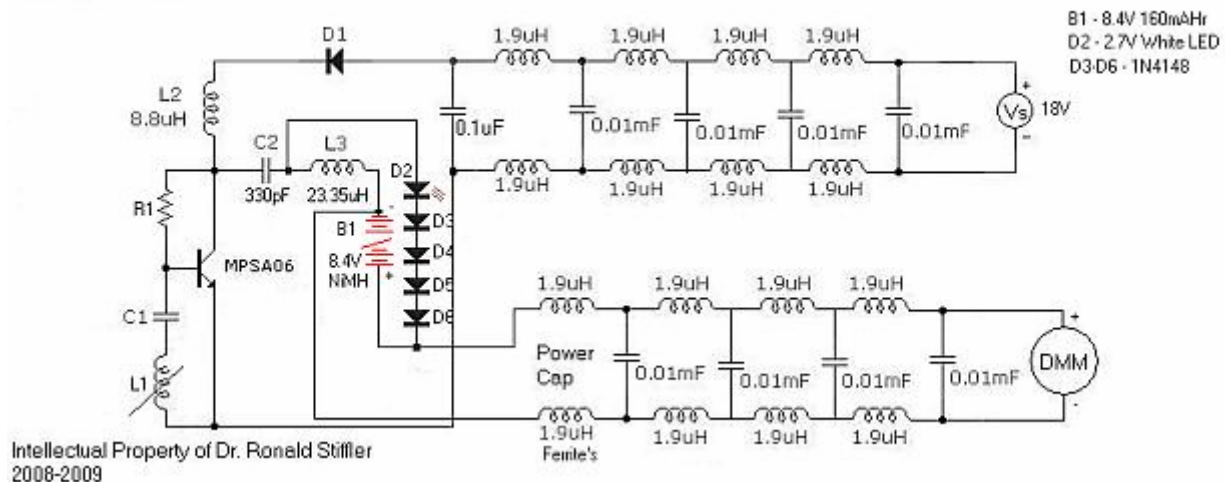 B1 - 8.4V 160mAHr
D2 - 2.7V White LED
D3-D6 - 1N4148
1.9uH
1.9uH
1.9uH
1.9uH
D1
L2
8.8uH
0.1uF
0.01mF
0.01mF
0.01mF
0.01mF
+
Vs
18V
-
C2
330pF
L3
23.35uH
D2
1.9uH
1.9uH
1.9uH
1.9uH
R1
MPSA06
-
B1
8.4V
NiMH
+
D3
D4
D5
D6
C1
L1
1.9uH
1.9uH
1.9uH
1.9uH
Power
Cap
0.01mF
0.01mF
0.01mF
0.01mF
+
DMM
-
1.9uH
1.9uH
1.9uH
1.9uH
Ferrite's
Intellectual Property of Dr. Ronald Stiffler
2008-2009